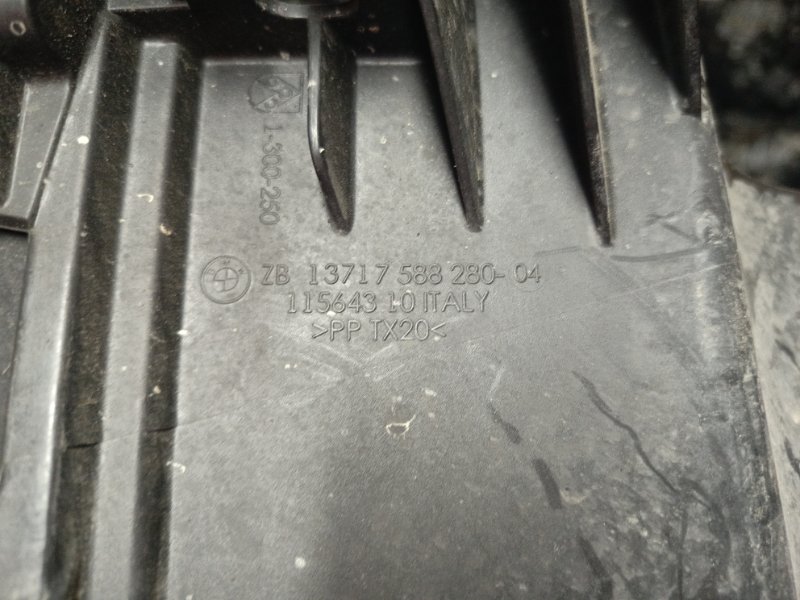 1-300-250
ZB 13717 588 280-04
115643 10 ITALY
>PP TX20<